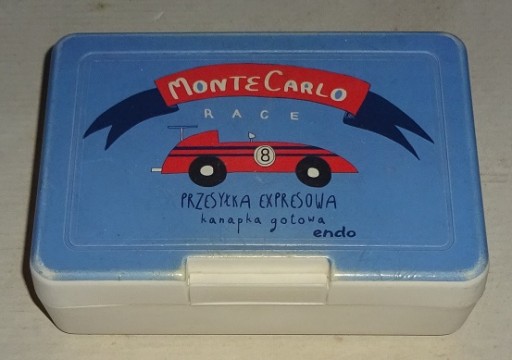 MONTE CARLO
RACE
8
PRZESYŁKA EXPRESOWA
kanapka gotowa
endo